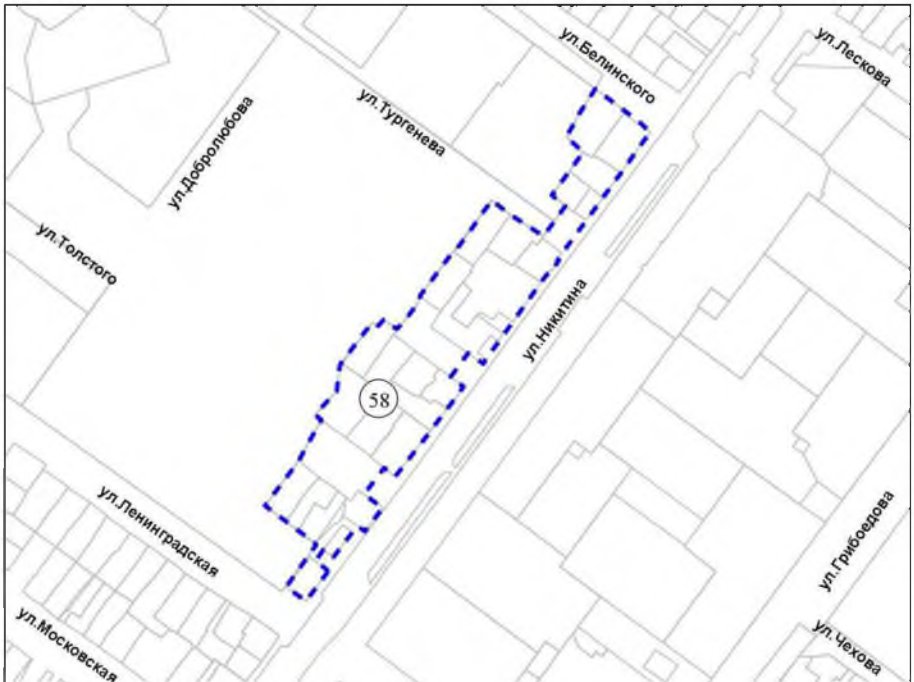 ул.Белинского
ул.Лескова
ул.Тургенева
ул.Добролюбова
ул.Толстого
ул.Никитина
58
ул.Ленинградская
ул.Грибоедова
ул.Московская
ул.Чехова